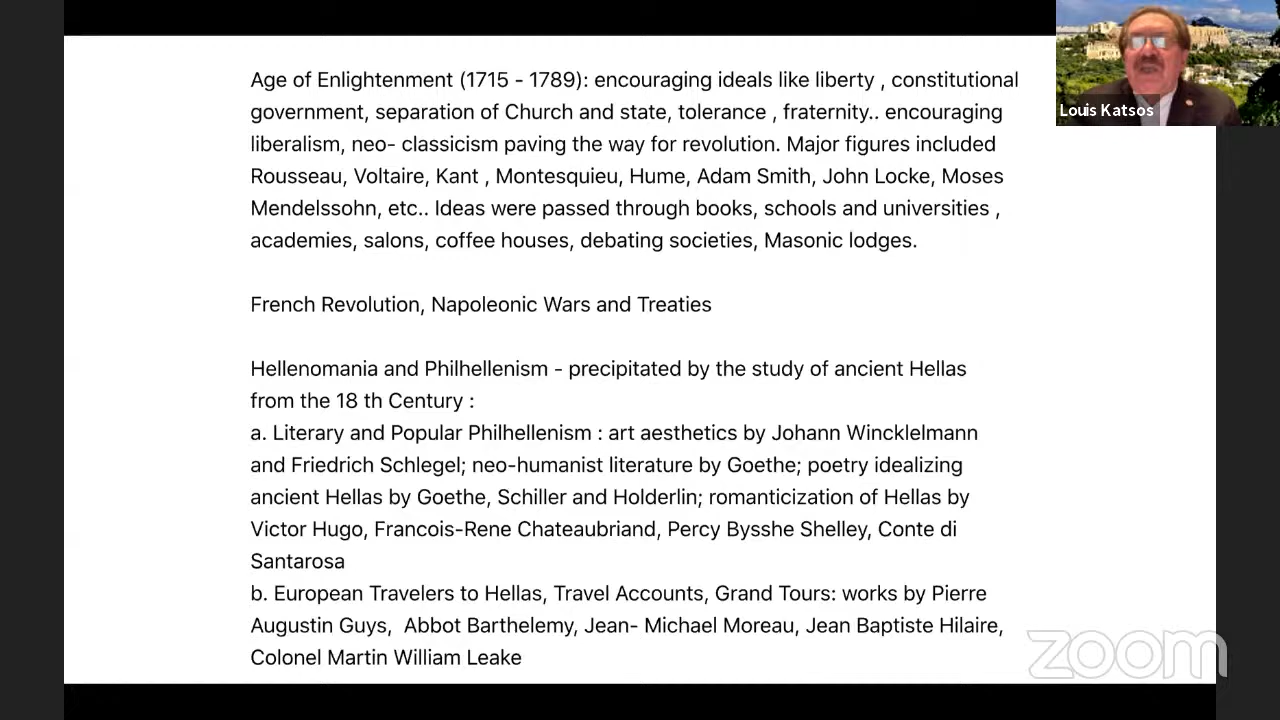 Age of Enlightenment (1715 - 1789): encouraging ideals like liberty , constitutional
government, separation of Church and state, tolerance , fraternity.. encouraging
liberalism, neo- classicism paving the way for revolution. Major figures included
Rousseau, Voltaire, Kant , Montesquieu, Hume, Adam Smith, John Locke, Moses
Mendelssohn, etc.. Ideas were passed through books, schools and universities ,
academies, salons, coffee houses, debating societies, Masonic lodges.
French Revolution, Napoleonic Wars and Treaties
Hellenomania and Philhellenism - precipitated by the study of ancient Hellas
from the 18 th Century :
a. Literary and Popular Philhellenism : art aesthetics by Johann Wincklelmann
and Friedrich Schlegel; neo-humanist literature by Goethe; poetry idealizing
ancient Hellas by Goethe, Schiller and Holderlin; romanticization of Hellas by
Victor Hugo, Francois-Rene Chateaubriand, Percy Bysshe Shelley, Conte di
Santarosa
b. European Travelers to Hellas, Travel Accounts, Grand Tours: works by Pierre
Augustin Guys,  Abbot Barthelemy, Jean- Michael Moreau, Jean Baptiste Hilaire,
Colonel Martin William Leake
Louis Katsos
zoom